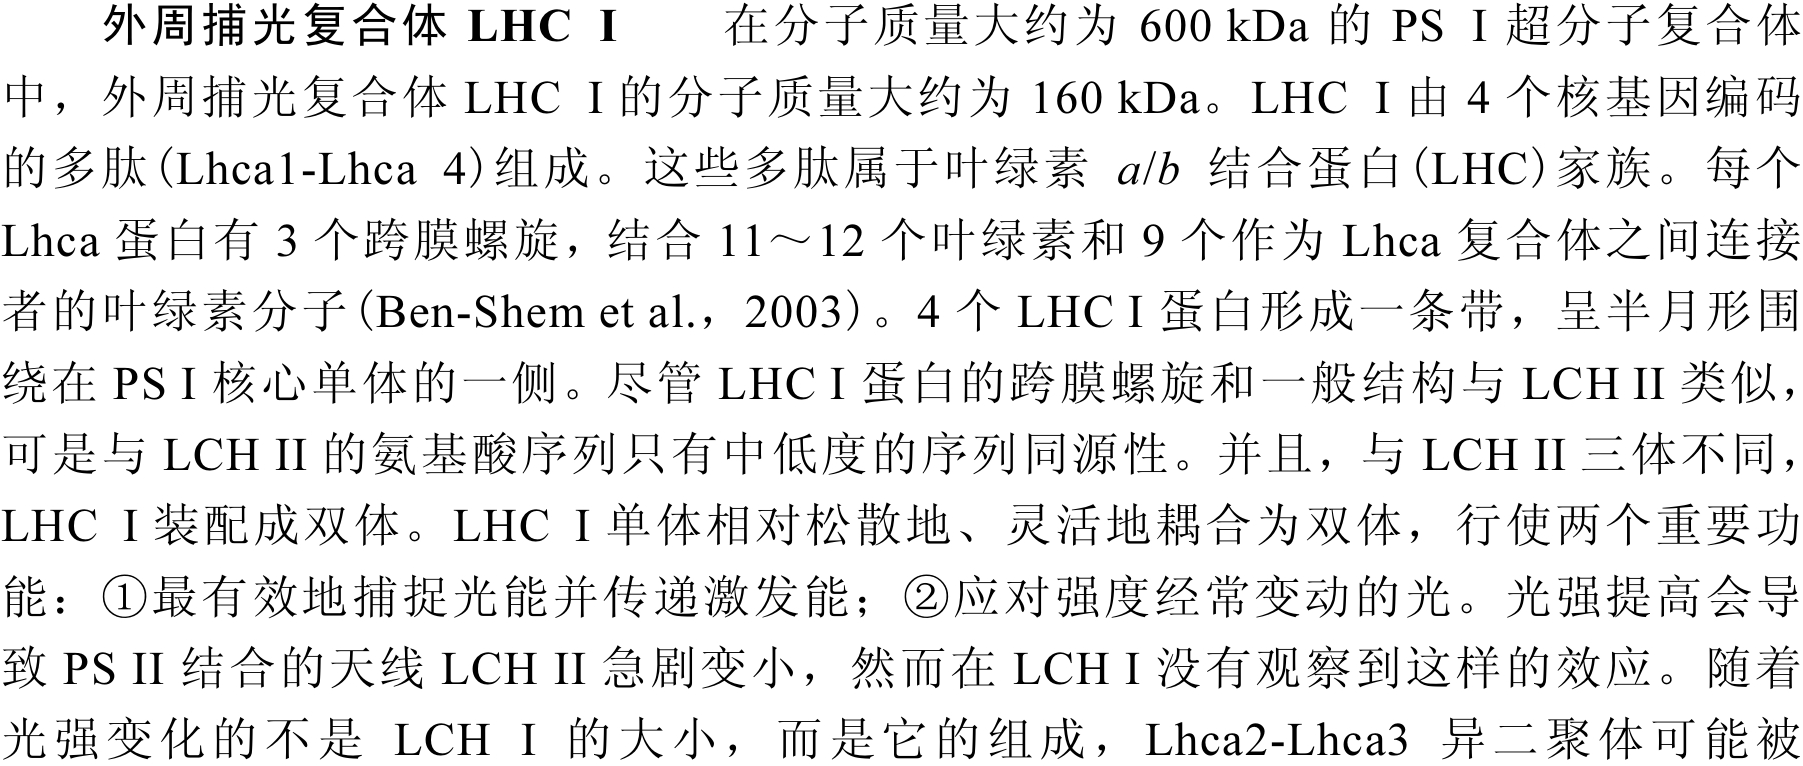 外周捕光复合体 LHC I 在分子质量大约为 600 kDa 的 PS I 超分子复合体
中，外周捕光复合体 LHC I 的分子质量大约为 160 kDa。LHC I 由 4 个核基因编码
的多肽(Lhca1-Lhca 4)组成。这些多肽属于叶绿素 a/b 结合蛋白(LHC)家族。每个
Lhca 蛋白有 3 个跨膜螺旋，结合 11～12 个叶绿素和 9 个作为 Lhca 复合体之间连接
者的叶绿素分子(Ben-Shem et al.，2003)。4 个 LHC I 蛋白形成一条带，呈半月形围
绕在 PS I 核心单体的一侧。尽管 LHC I 蛋白的跨膜螺旋和一般结构与 LCH II 类似，
可是与 LCH II 的氨基酸序列只有中低度的序列同源性。并且，与 LCH II 三体不同，
LHC I 装配成双体。LHC I 单体相对松散地、灵活地耦合为双体，行使两个重要功
能：①最有效地捕捉光能并传递激发能；②应对强度经常变动的光。光强提高会导
致 PS II 结合的天线 LCH II 急剧变小，然而在 LCH I 没有观察到这样的效应。随着
光强变化的不是 LCH I 的大小，而是它的组成，Lhca2-Lhca3 异二聚体可能被